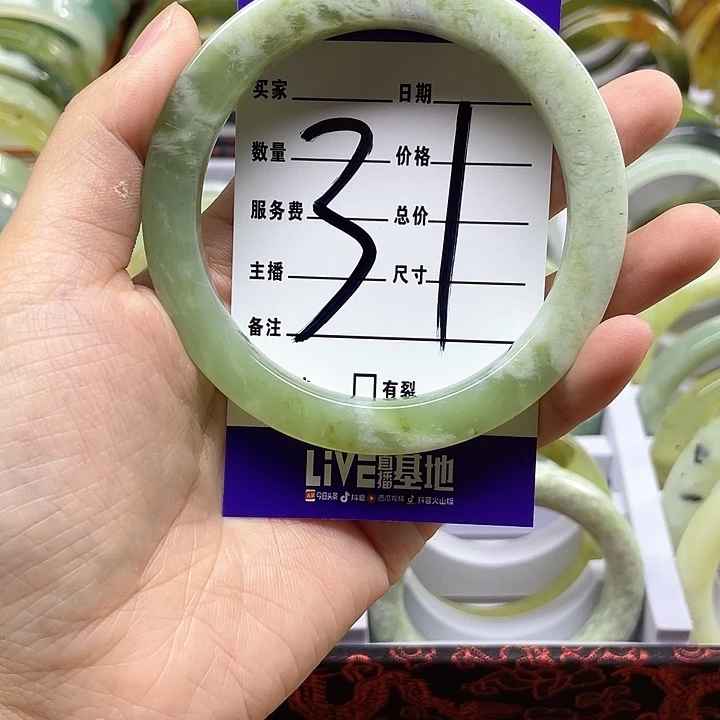 买家 日期
数量 价格
31
服务费 总价
主播 尺寸
备注
有裂
LiVE直播基地
头条 今日头条 抖音 西瓜视频 抖音火山版